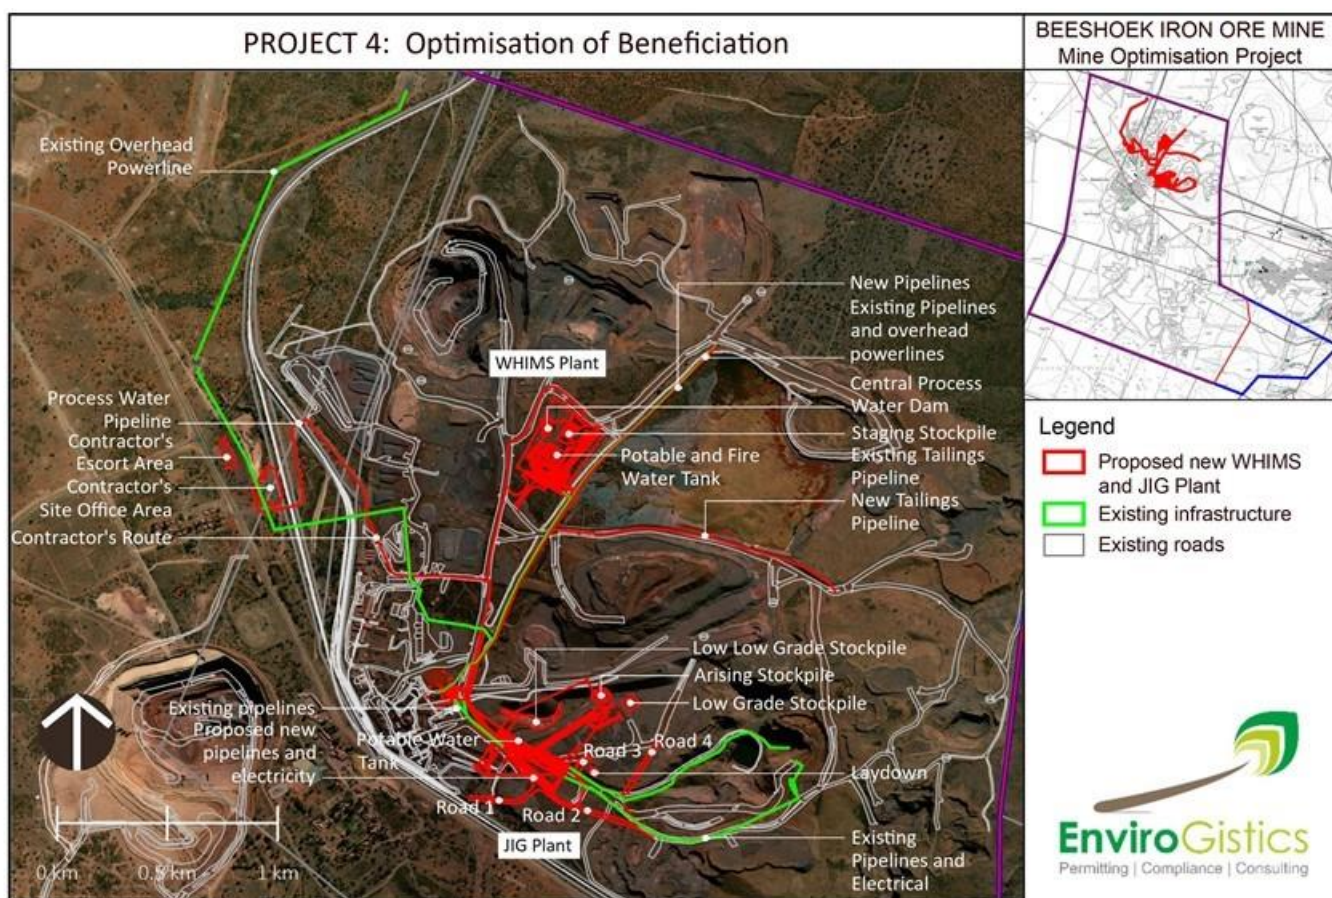 PROJECT 4: Optimisation of Beneficiation
BEESHOEK IRON ORE MINE
Mine Optimisation Project
Existing Overhead
Powerline
New Pipelines
Existing Pipelines
and overhead
powerlines
WHIMS Plant
Central Process
Water Dam
Process Water
Pipeline
Staging Stockpile
Contractor's
Escort Area
Potable and Fire
Water Tank
Existing Tailings
Pipeline
Contractor's
Site Office Area
New Tailings
Pipeline
Contractor's Route
Low Low Grade Stockpile
Arising Stockpile
Low Grade Stockpile
Existing pipelines
Proposed new
pipelines and
electricity
Potable Water
Tank
Road 3
Road 4
Laydown
Road 1
Road 2
JIG Plant
Existing
Pipelines and
Electrical
0 km
0.5 km
1 km
Legend
Proposed new WHIMS
and JIG Plant
Existing infrastructure
Existing roads
EnviroGistics
Permitting | Compliance | Consulting